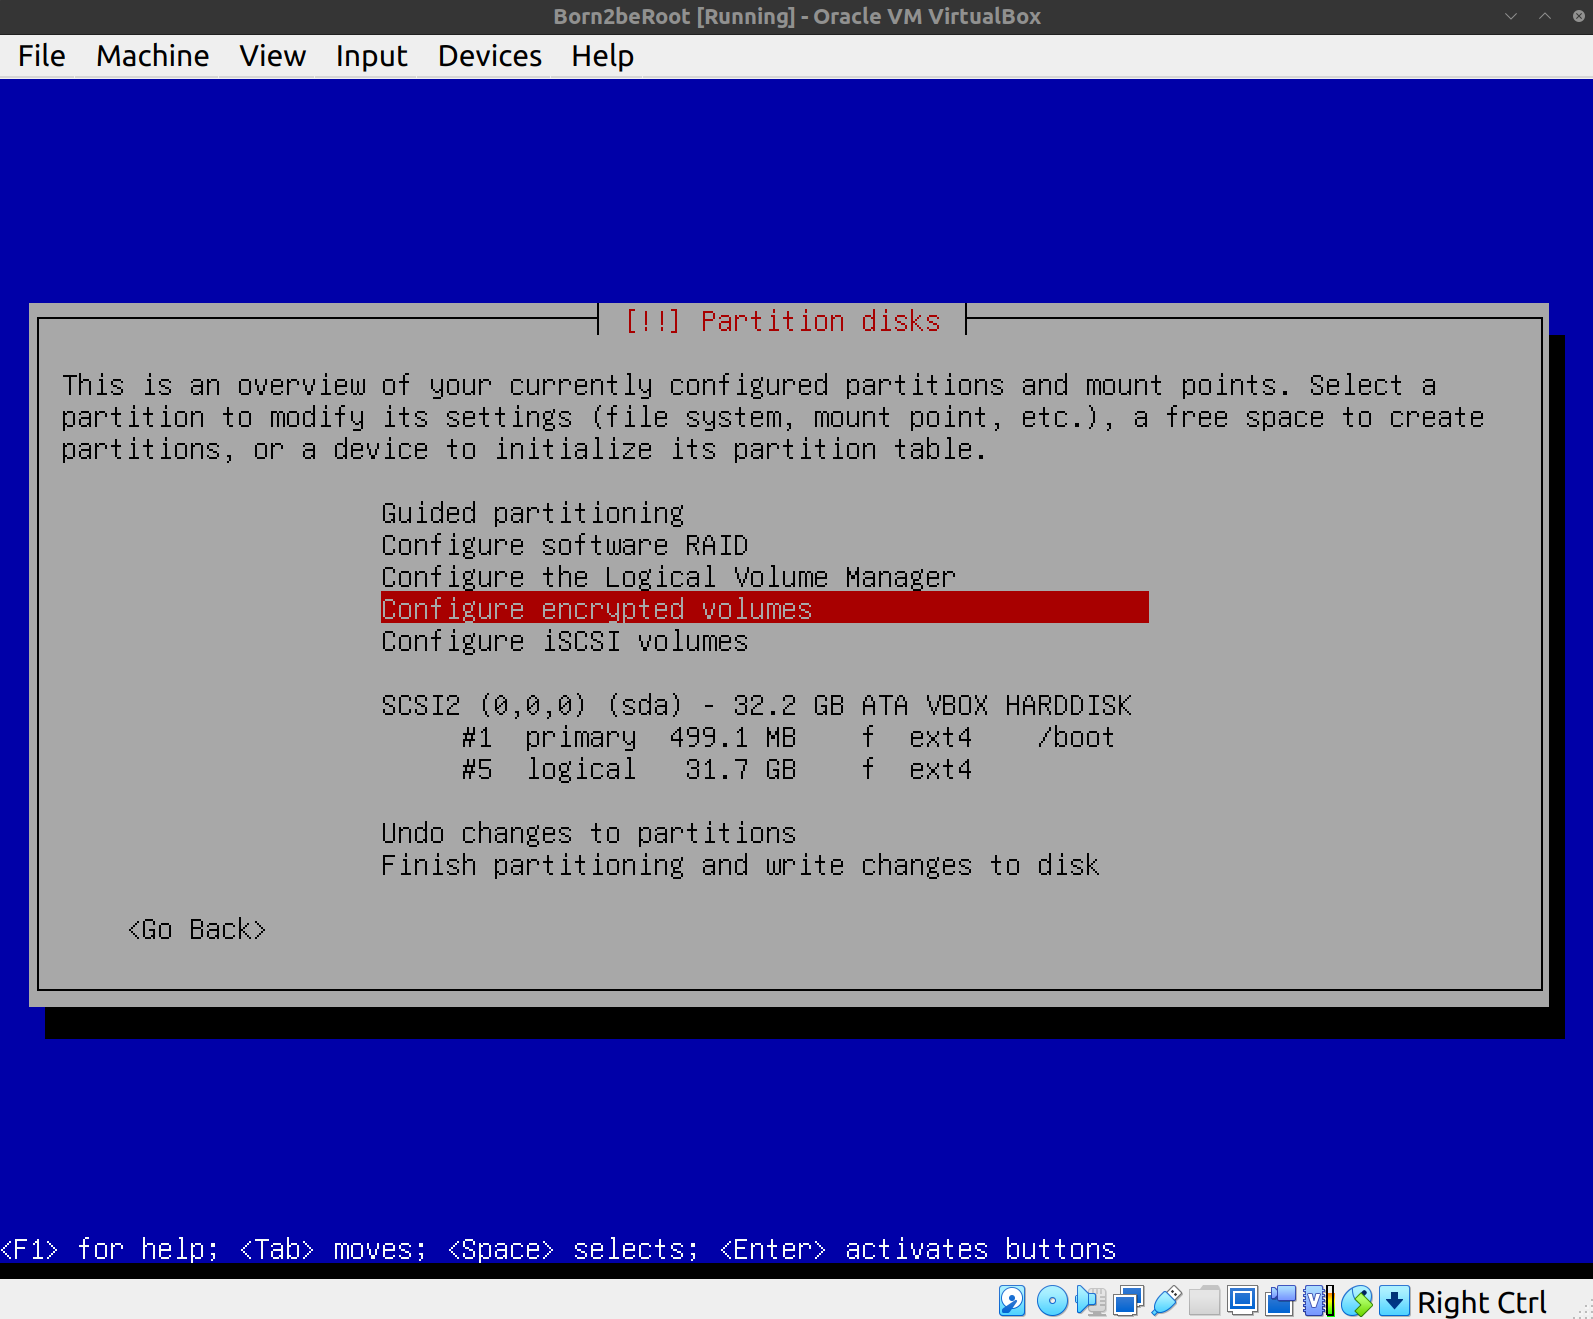 Born2beRoot [Running] - Oracle VM VirtualBox
File Machine View Input Devices Help
[!!] Partition disks
This is an overview of your currently configured partitions and mount points. Select a
partition to modify its settings (file system, mount point, etc.), a free space to create
partitions, or a device to initialize its partition table.
Guided partitioning
Configure software RAID
Configure the Logical Volume Manager
Configure encrypted volumes
Configure iSCSI volumes
SCSI2 (0,0,0) (sda) - 32.2 GB ATA VBOX HARDDISK
#1 primary 499.1 MB f ext4 /boot
#5 logical 31.7 GB f ext4
Undo changes to partitions
Finish partitioning and write changes to disk
<Go Back>
<F1> for help; <Tab> moves; <Space> selects; <Enter> activates buttons
Right Ctrl